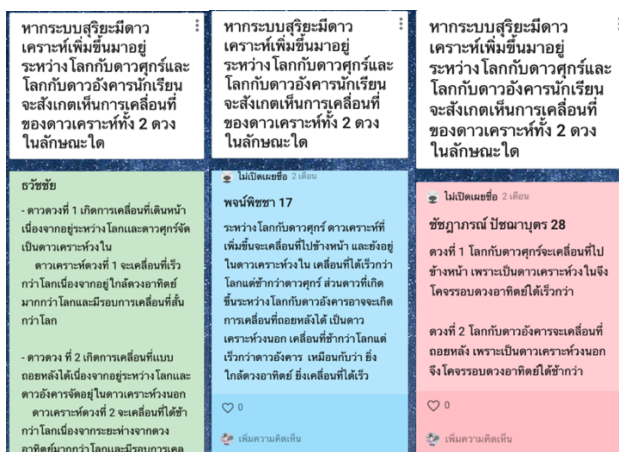 หากระบบสุริยะมีดาว
เคราะห์เพิ่มขึ้นมาอยู่
ระหว่างโลกกับดาวศุกร์และ
โลกกับดาวอังคารนักเรียน
จะสังเกตเห็นการเคลื่อนที่
ของดาวเคราะห์ทั้ง 2 ดวง
ในลักษณะใด
ธวัชชัย
- ดาวดวงที่ 1 เกิดการเคลื่อนที่เดินหน้า
เนื่องจากอยู่ระหว่างโลกและดาวศุกร์จัด
เป็นดาวเคราะห์วงใน
ดาวเคราะห์ดวงที่ 1 จะเคลื่อนที่เร็ว
กว่าโลกเนื่องจากอยู่ใกล้ดวงอาทิตย์
มากกว่าโลกและมีรอบการเคลื่อนที่สั้น
กว่าโลก
- ดาวดวง ที่ 2 เกิดการเคลื่อนที่แบบ
ถอยหลังได้เนื่องจากอยู่ระหว่างโลกและ
ดาวอังคารจัดอยู่ในดาวเคราะห์วงนอก
ดาวเคราะห์ดวงที่ 2 จะเคลื่อนที่ได้ช้า
กว่าโลกเนื่องจากระยะห่างจากดวง
อาทิตย์มากกว่าโลกและมีรอบการเคล
หากระบบสุริยะมีดาว
เคราะห์เพิ่มขึ้นมาอยู่
ระหว่างโลกกับดาวศุกร์และ
โลกกับดาวอังคารนักเรียน
จะสังเกตเห็นการเคลื่อนที่
ของดาวเคราะห์ทั้ง 2 ดวง
ในลักษณะใด
ไม่เปิดเผยชื่อ 2 เดือน
พจน์พิชชา 17
ระหว่างโลกกับดาวศุกร์ ดาวเคราะห์ที่
เพิ่มขึ้นจะเคลื่อนที่ไปข้างหน้า และยังอยู่
ในดาวเคราะห์วงใน เคลื่อนที่ได้เร็วกว่า
โลกแต่ช้ากว่าดาวศุกร์ ส่วนดาวที่เกิด
ขึ้นระหว่างโลกกับดาวอังคารอาจจะเกิด
การเคลื่อนที่ถอยหลังได้ เป็นดาว
เคราะห์วงนอก เคลื่อนที่ช้ากว่าโลกแต่
เร็วกว่าดาวอังคาร เหมือนกับว่า ยิ่ง
ใกล้ดวงอาทิตย์ ยิ่งเคลื่อนที่ได้เร็ว
0
เพิ่มความคิดเห็น
หากระบบสุริยะมีดาว
เคราะห์เพิ่มขึ้นมาอยู่
ระหว่างโลกกับดาวศุกร์และ
โลกกับดาวอังคารนักเรียน
จะสังเกตเห็นการเคลื่อนที่
ของดาวเคราะห์ทั้ง 2 ดวง
ในลักษณะใด
ไม่เปิดเผยชื่อ 2 เดือน
ชัชฎาภรณ์ ปัชฌาบุตร 28
ดวงที่ 1 โลกกับดาวศุกร์จะเคลื่อนที่ไป
ข้างหน้า เพราะเป็นดาวเคราะห์วงในจึง
โคจรรอบดวงอาทิตย์ได้เร็วกว่า
ดวงที่ 2 โลกกับดาวอังคารจะเคลื่อนที่
ถอยหลัง เพราะเป็นดาวเคราะห์วงนอก
จึงโคจรรอบดวงอาทิตย์ได้ช้ากว่า
0
เพิ่มความคิดเห็น